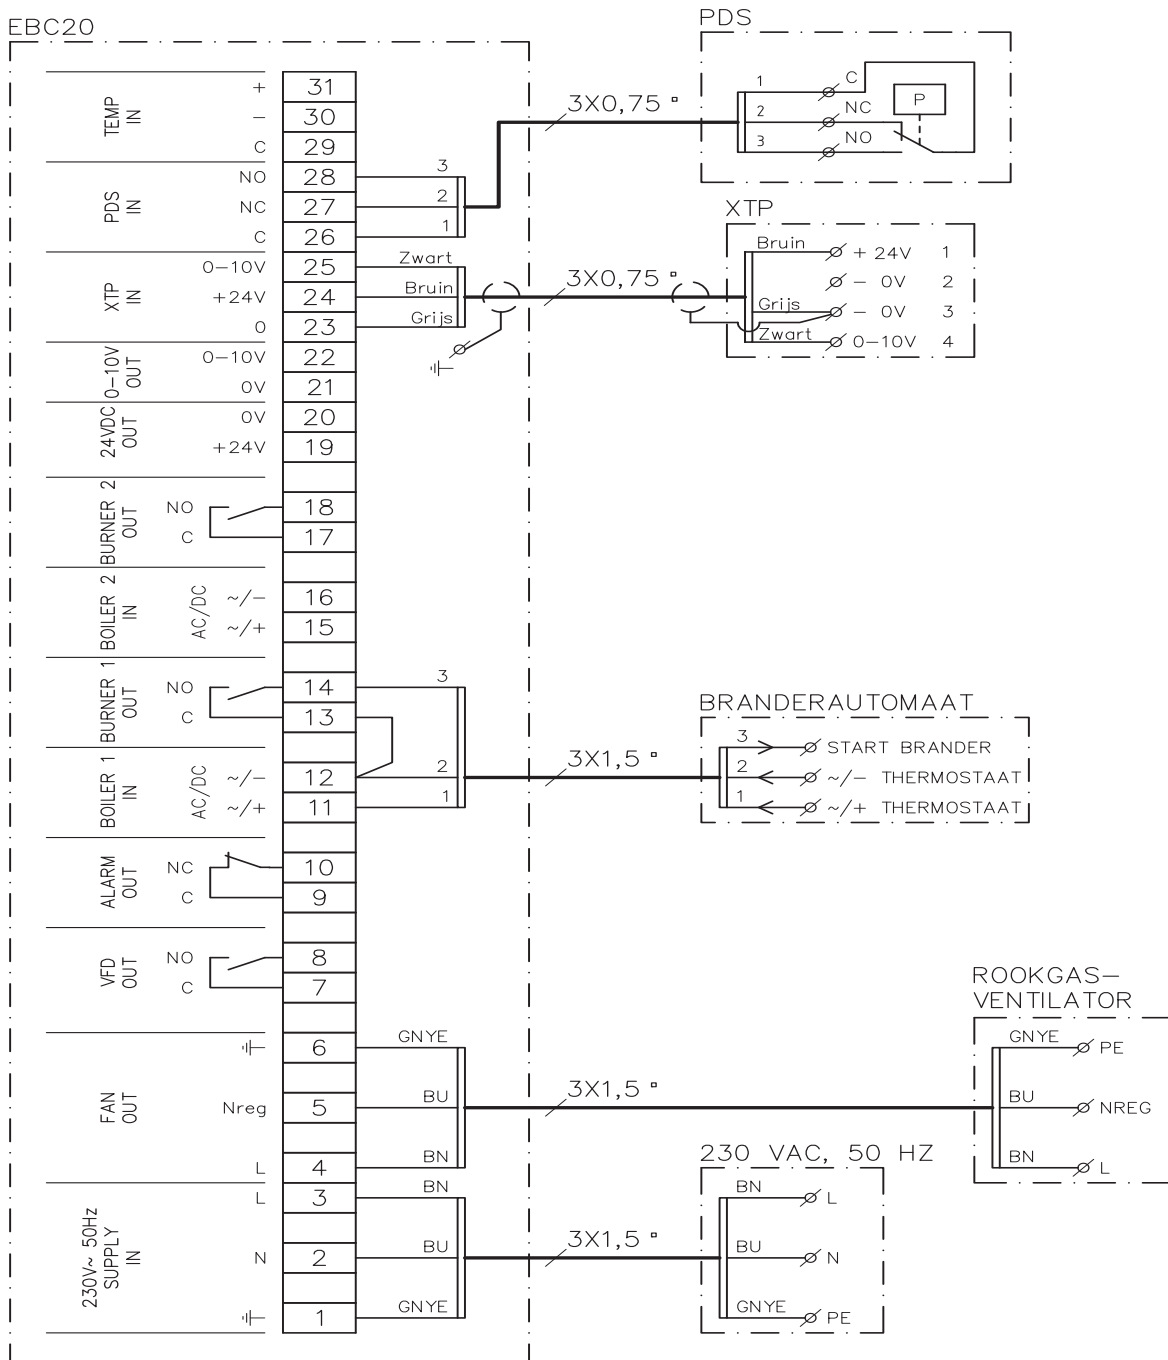 EBC20
PDS
TEMP
IN
+
31
-
30
C
29
PDS
IN
NO
28
3
NC
27
2
C
26
1
3X0,75
1
C
2
NC
3
NO
P
XTP
XTP
IN
0-10V
25
Zwart
+24V
24
Bruin
0
23
Grijs
3X0,75
Bruin
+ 24V 1
- 0V 2
Grijs
- 0V 3
Zwart
0-10V 4
0-10V
OUT
0-10V
22
0V
21
24VDC
OUT
0V
20
+24V
19
BURNER 2
OUT
NO
18
C
17
BOILER 2
IN
AC/DC
~/-
16
~/+
15
BURNER 1
OUT
NO
14
3
C
13
BOILER 1
IN
AC/DC
~/-
12
2
~/+
11
1
3X1,5
BRANDERAUTOMAAT
3
START BRANDER
2
~/- THERMOSTAAT
1
~/+ THERMOSTAAT
ALARM
OUT
NC
10
C
9
VFD
OUT
NO
8
C
7
FAN
OUT
6
GNYE
Nreg
5
BU
L
4
BN
3X1,5
ROOKGAS-
VENTILATOR
GNYE
PE
BU
NREG
BN
L
230V~ 50Hz
SUPPLY
IN
L
3
BN
N
2
BU
1
GNYE
3X1,5
230 VAC, 50 HZ
BN
L
BU
N
GNYE
PE